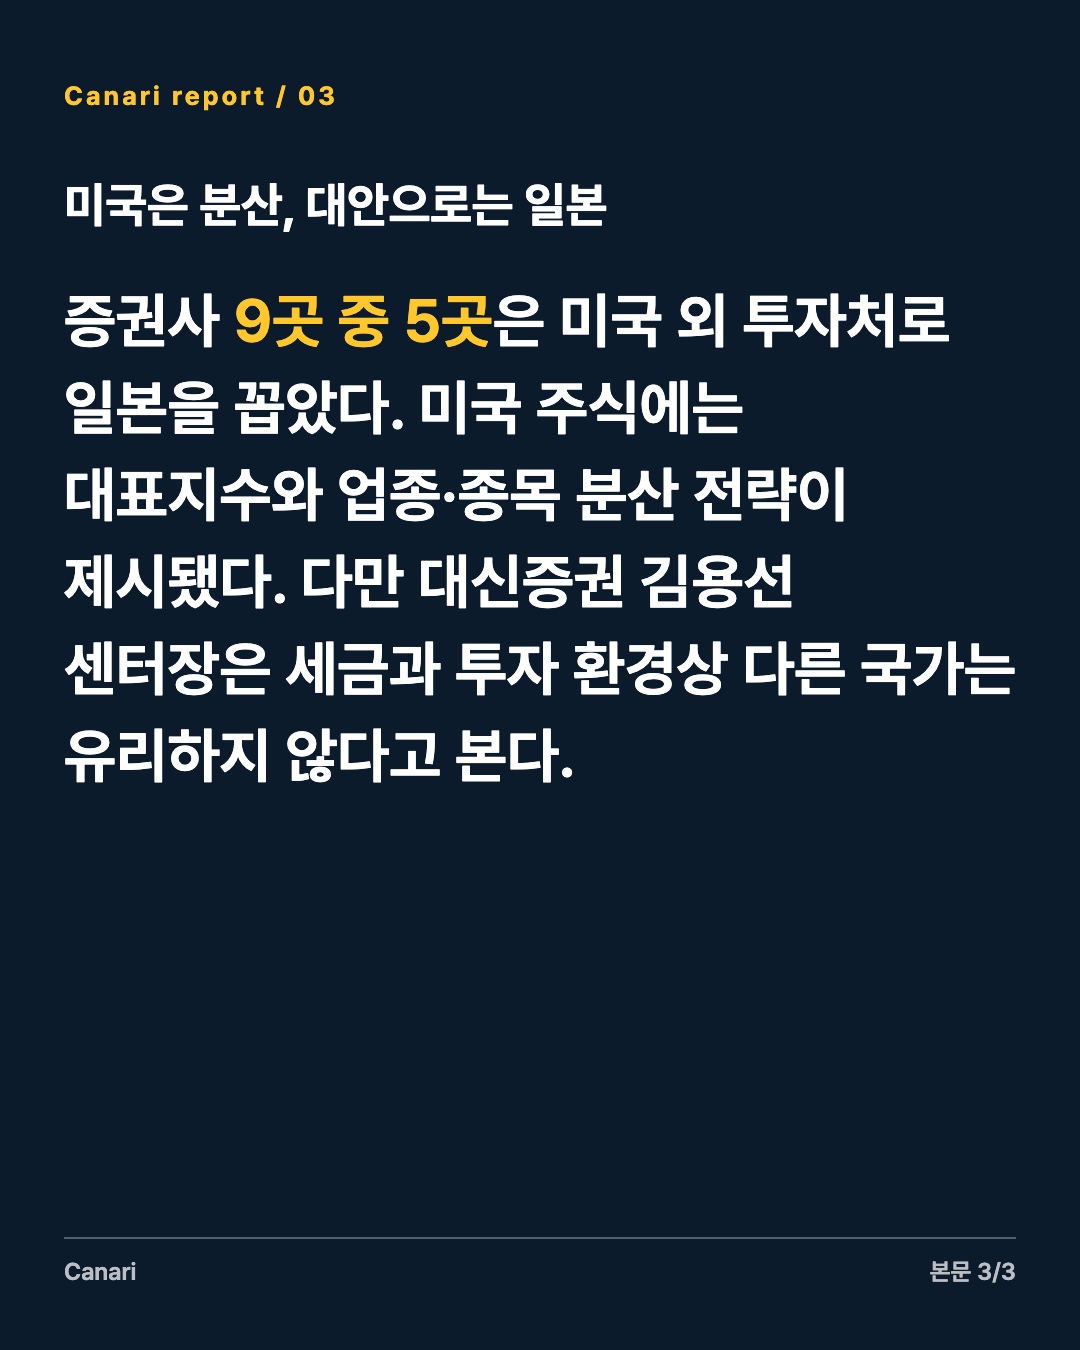 Canari report / 03
미국은 분산, 대안으로는 일본
증권사 9곳 중 5곳은 미국 외 투자처로
일본을 꼽았다. 미국 주식에는
대표지수와 업종·종목 분산 전략이
제시됐다. 다만 대신증권 김용선
센터장은 세금과 투자 환경상 다른 국가는
유리하지 않다고 본다.
Canari
본문 3/3